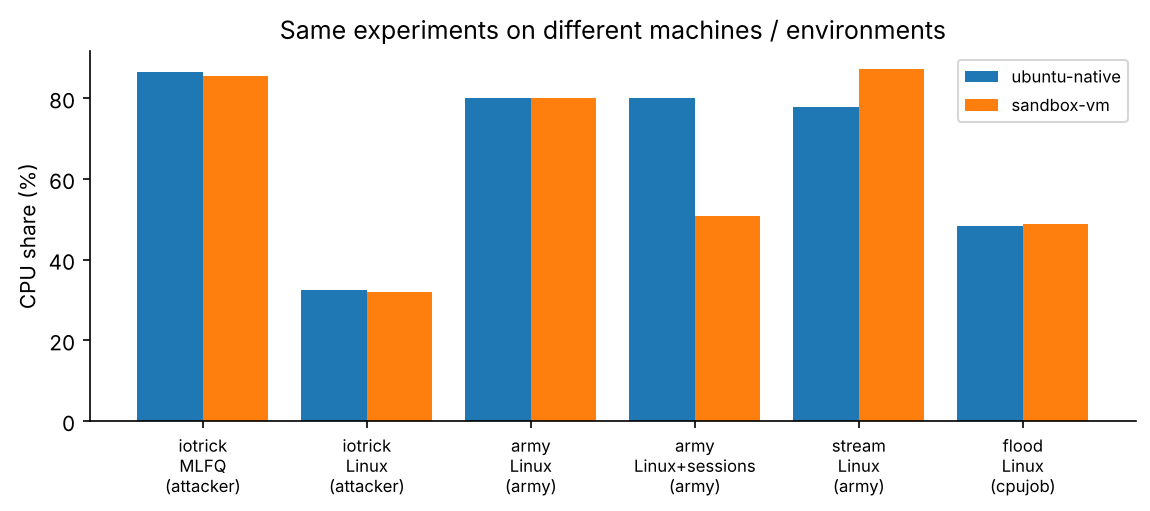 Same experiments on different machines / environments
ubuntu-native
sandbox-vm
CPU share (%)
80
60
40
20
0
iotrick
MLFQ
(attacker)
iotrick
Linux
(attacker)
army
Linux
(army)
army
Linux+sessions
(army)
stream
Linux
(army)
flood
Linux
(cpujob)